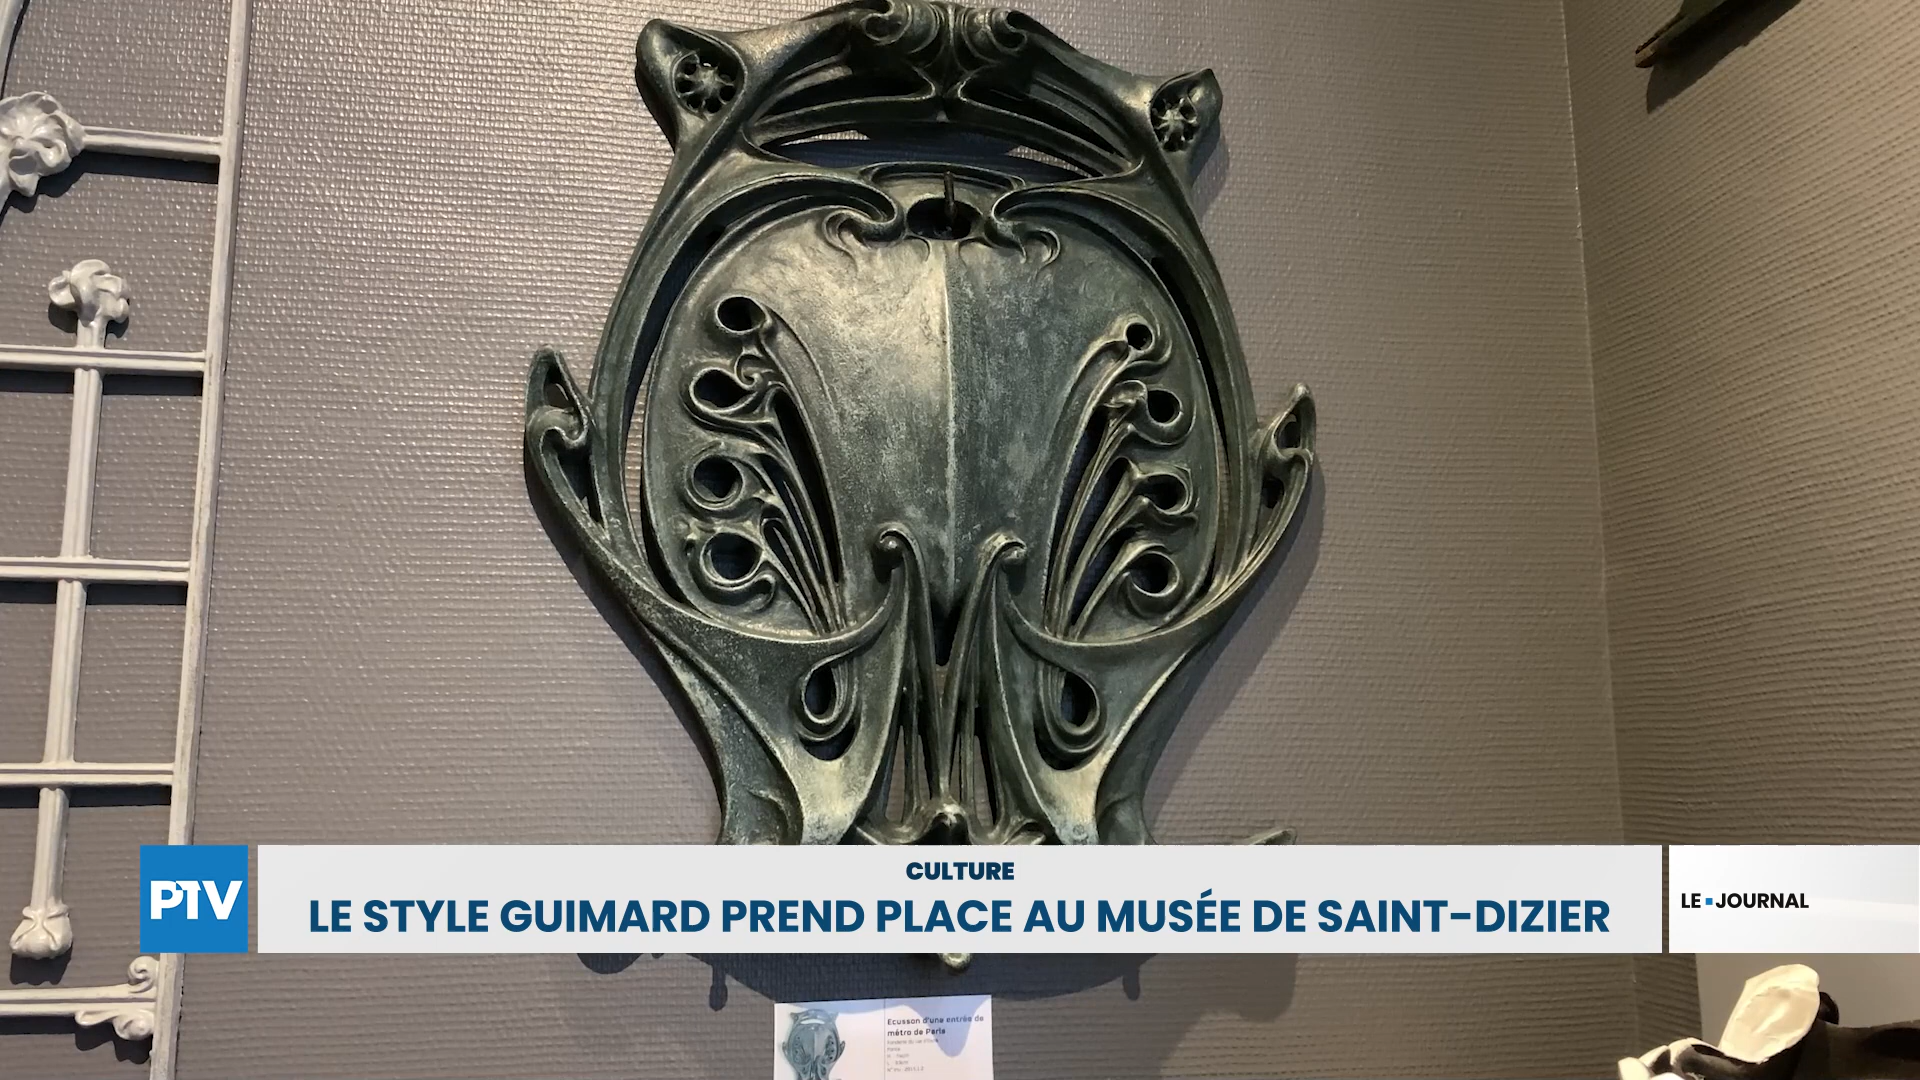 CULTURE
PTV
LE STYLE GUIMARD PREND PLACE AU MUSÉE DE SAINT-DIZIER
LE JOURNAL
Ecusson d'une entrée de
métro de Paris